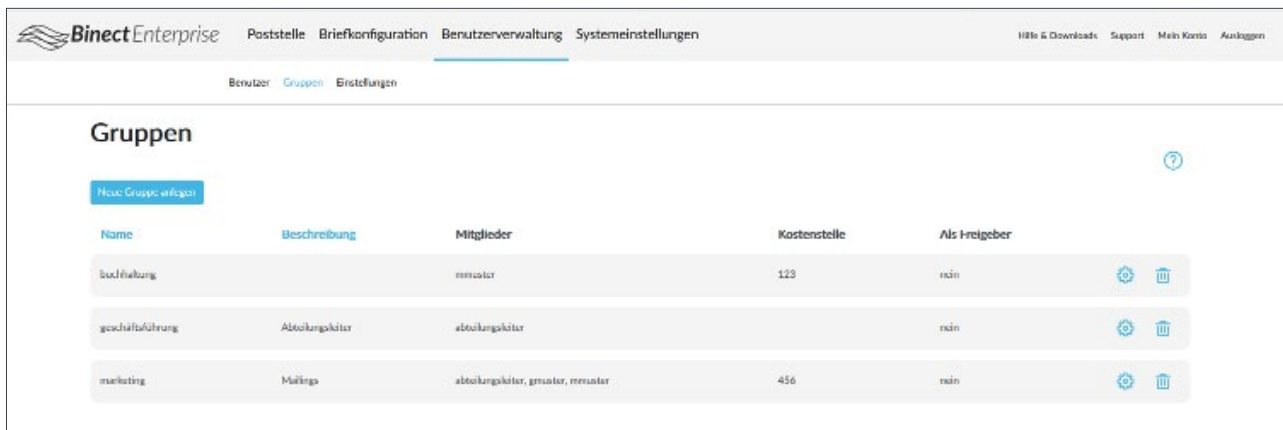 Binect Enterprise Poststelle Briefkonfiguration Benutzerverwaltung Systemeinstellungen Hilfe & Downloads Support Mein Konto Ausloggen
Benutzer Gruppen Einstellungen
Gruppen
?
Neue Gruppe anlegen
Name Beschreibung Mitglieder Kostenstelle Als Freigeber
buchhaltung mmuster 123 nein
geschäftsführung Abteilungsleiter abteilungsleiter nein
marketing Mailings abteilungsleiter, gmuster, mmuster 456 nein